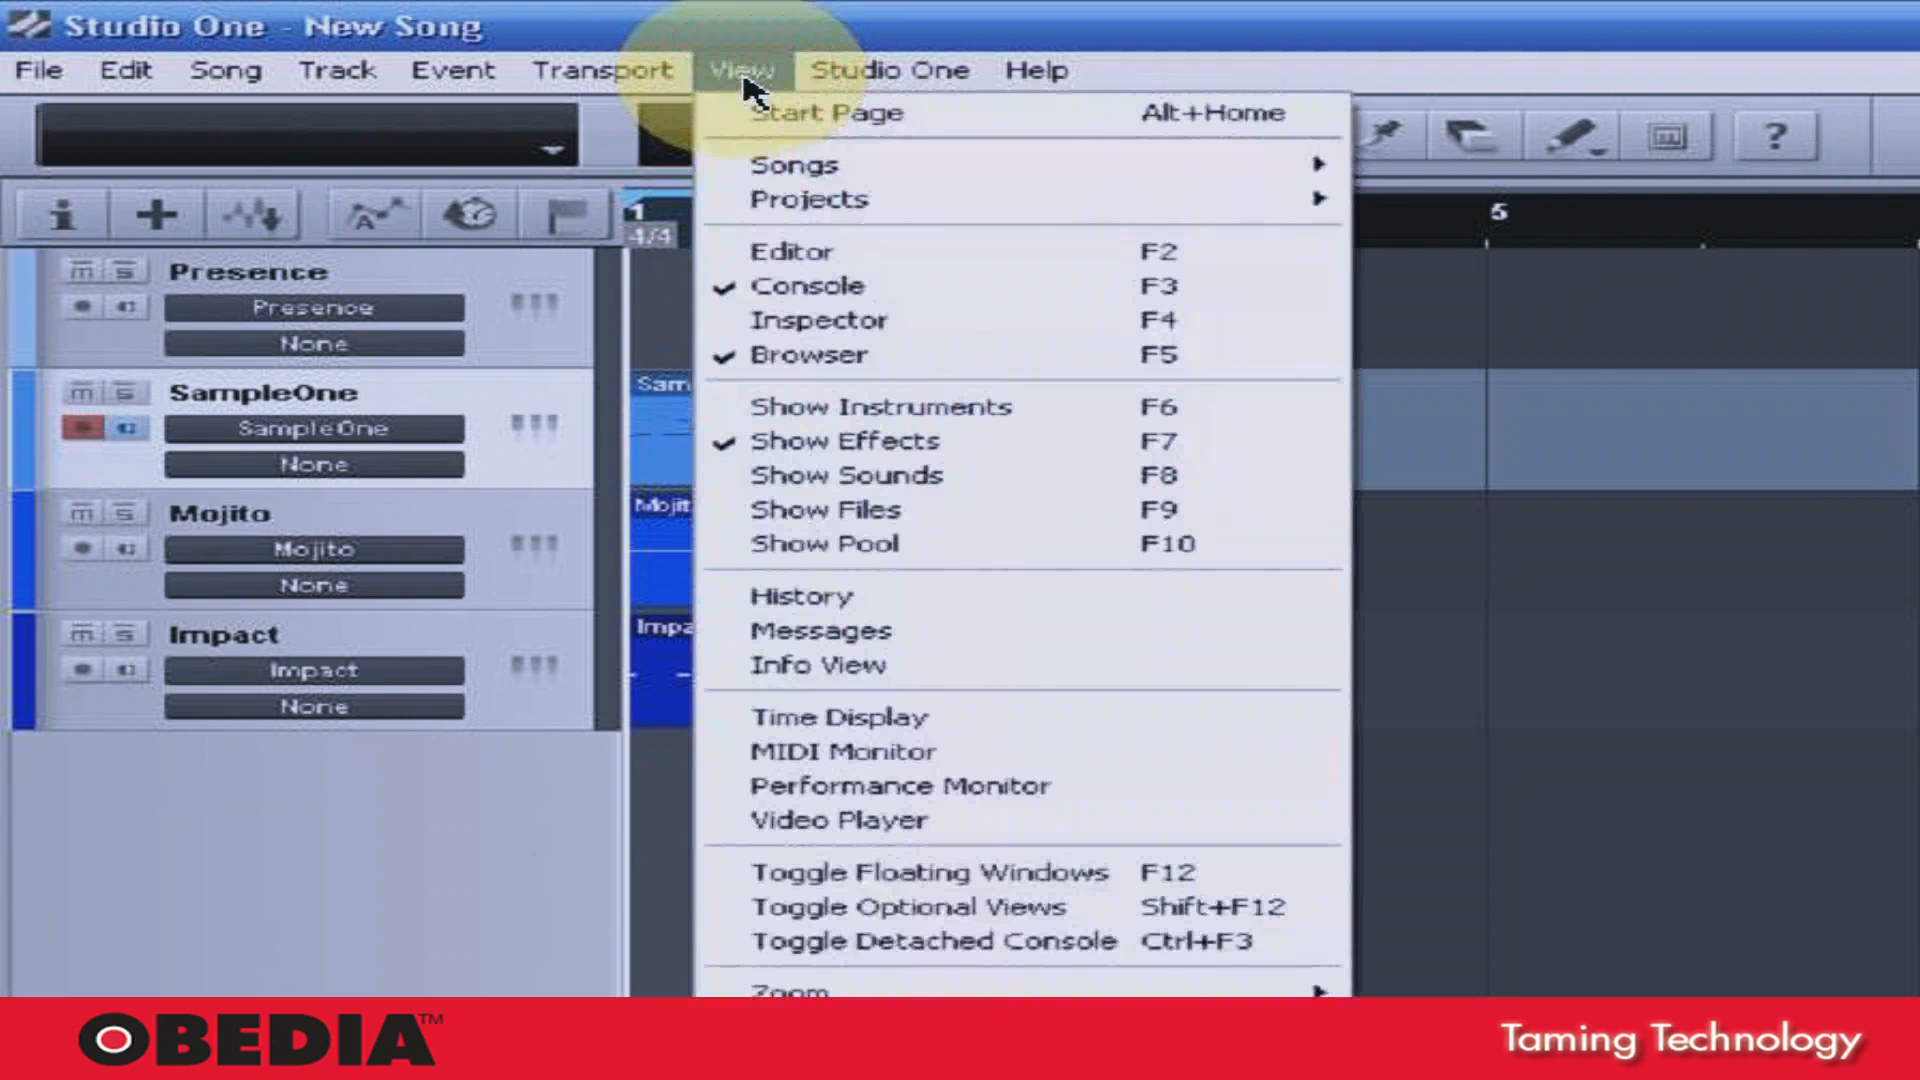 Studio One - New Song
File Edit Song Track Event Transport View Studio One Help
Start Page Alt+Home
Songs
Projects
Editor F2
Console F3
Inspector F4
Browser F5
Show Instruments F6
Show Effects F7
Show Sounds F8
Show Files F9
Show Pool F10
History
Messages
Info View
Time Display
MIDI Monitor
Performance Monitor
Video Player
Toggle Floating Windows F12
Toggle Optional Views Shift+F12
Toggle Detached Console Ctrl+F3
Zoom
?
i + A
1
4/4
5
m s Presence
Presence
None
m s SampleOne
SampleOne
None
m s Mojito
Mojito
None
m s Impact
Impact
None
Sam
Mojit
Impa
OBEDIA™
Taming Technology